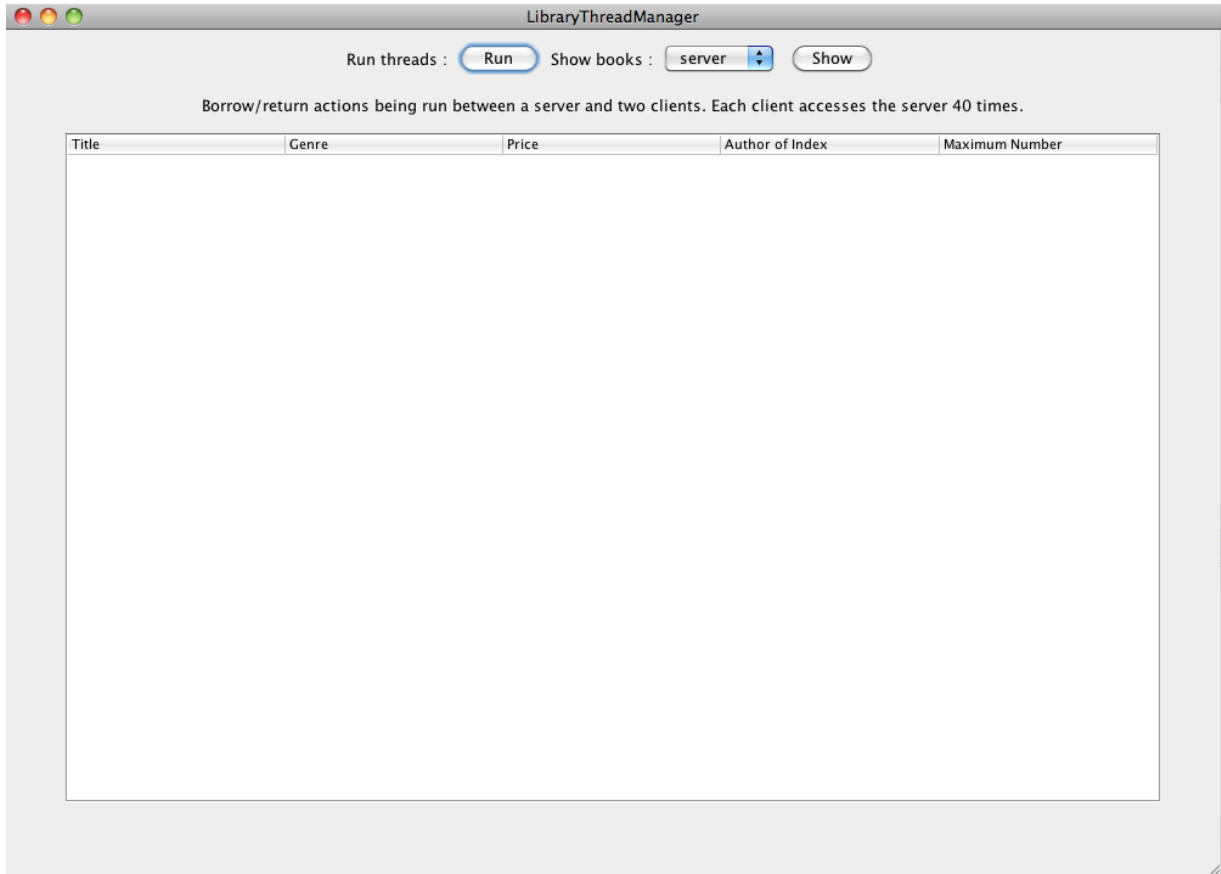 LibraryThreadManager
Run threads : Run Show books : server Show
Borrow/return actions being run between a server and two clients. Each client accesses the server 40 times.
Title Genre Price Author of Index Maximum Number